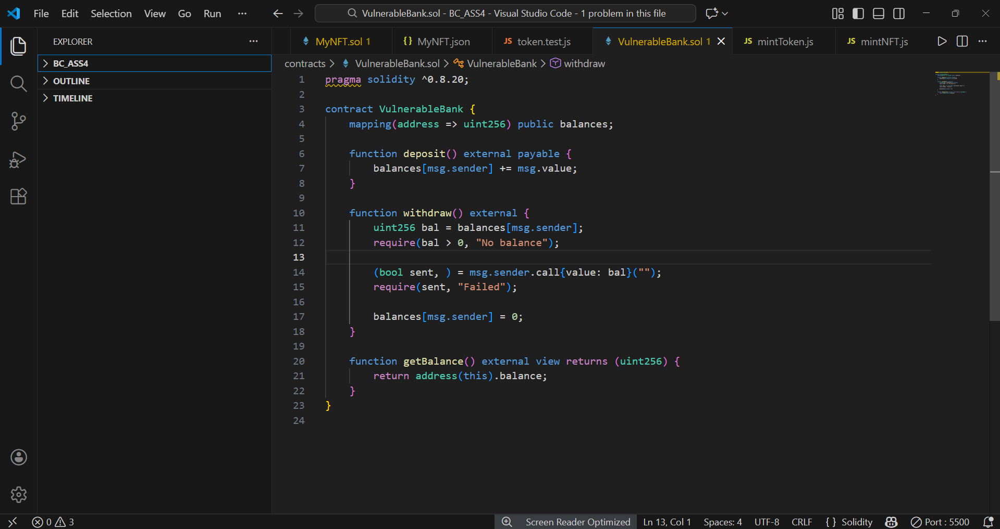 File Edit Selection View Go Run ··· VulnerableBank.sol - BC_ASS4 - Visual Studio Code - 1 problem in this file
EXPLORER ···
BC_ASS4
OUTLINE
TIMELINE
MyNFT.sol 1 {} MyNFT.json JS token.test.js VulnerableBank.sol 1 JS mintToken.js JS mintNFT.js ···
contracts > VulnerableBank.sol > VulnerableBank > withdraw
1 pragma solidity ^0.8.20;
2
3 contract VulnerableBank {
4 mapping(address => uint256) public balances;
5
6 function deposit() external payable {
7 balances[msg.sender] += msg.value;
8 }
9
10 function withdraw() external {
11 uint256 bal = balances[msg.sender];
12 require(bal > 0, "No balance");
13
14 (bool sent, ) = msg.sender.call{value: bal}("");
15 require(sent, "Failed");
16
17 balances[msg.sender] = 0;
18 }
19
20 function getBalance() external view returns (uint256) {
21 return address(this).balance;
22 }
23 }
24
0 3 Screen Reader Optimized Ln 13, Col 1 Spaces: 4 UTF-8 CRLF {} Solidity Port : 5500